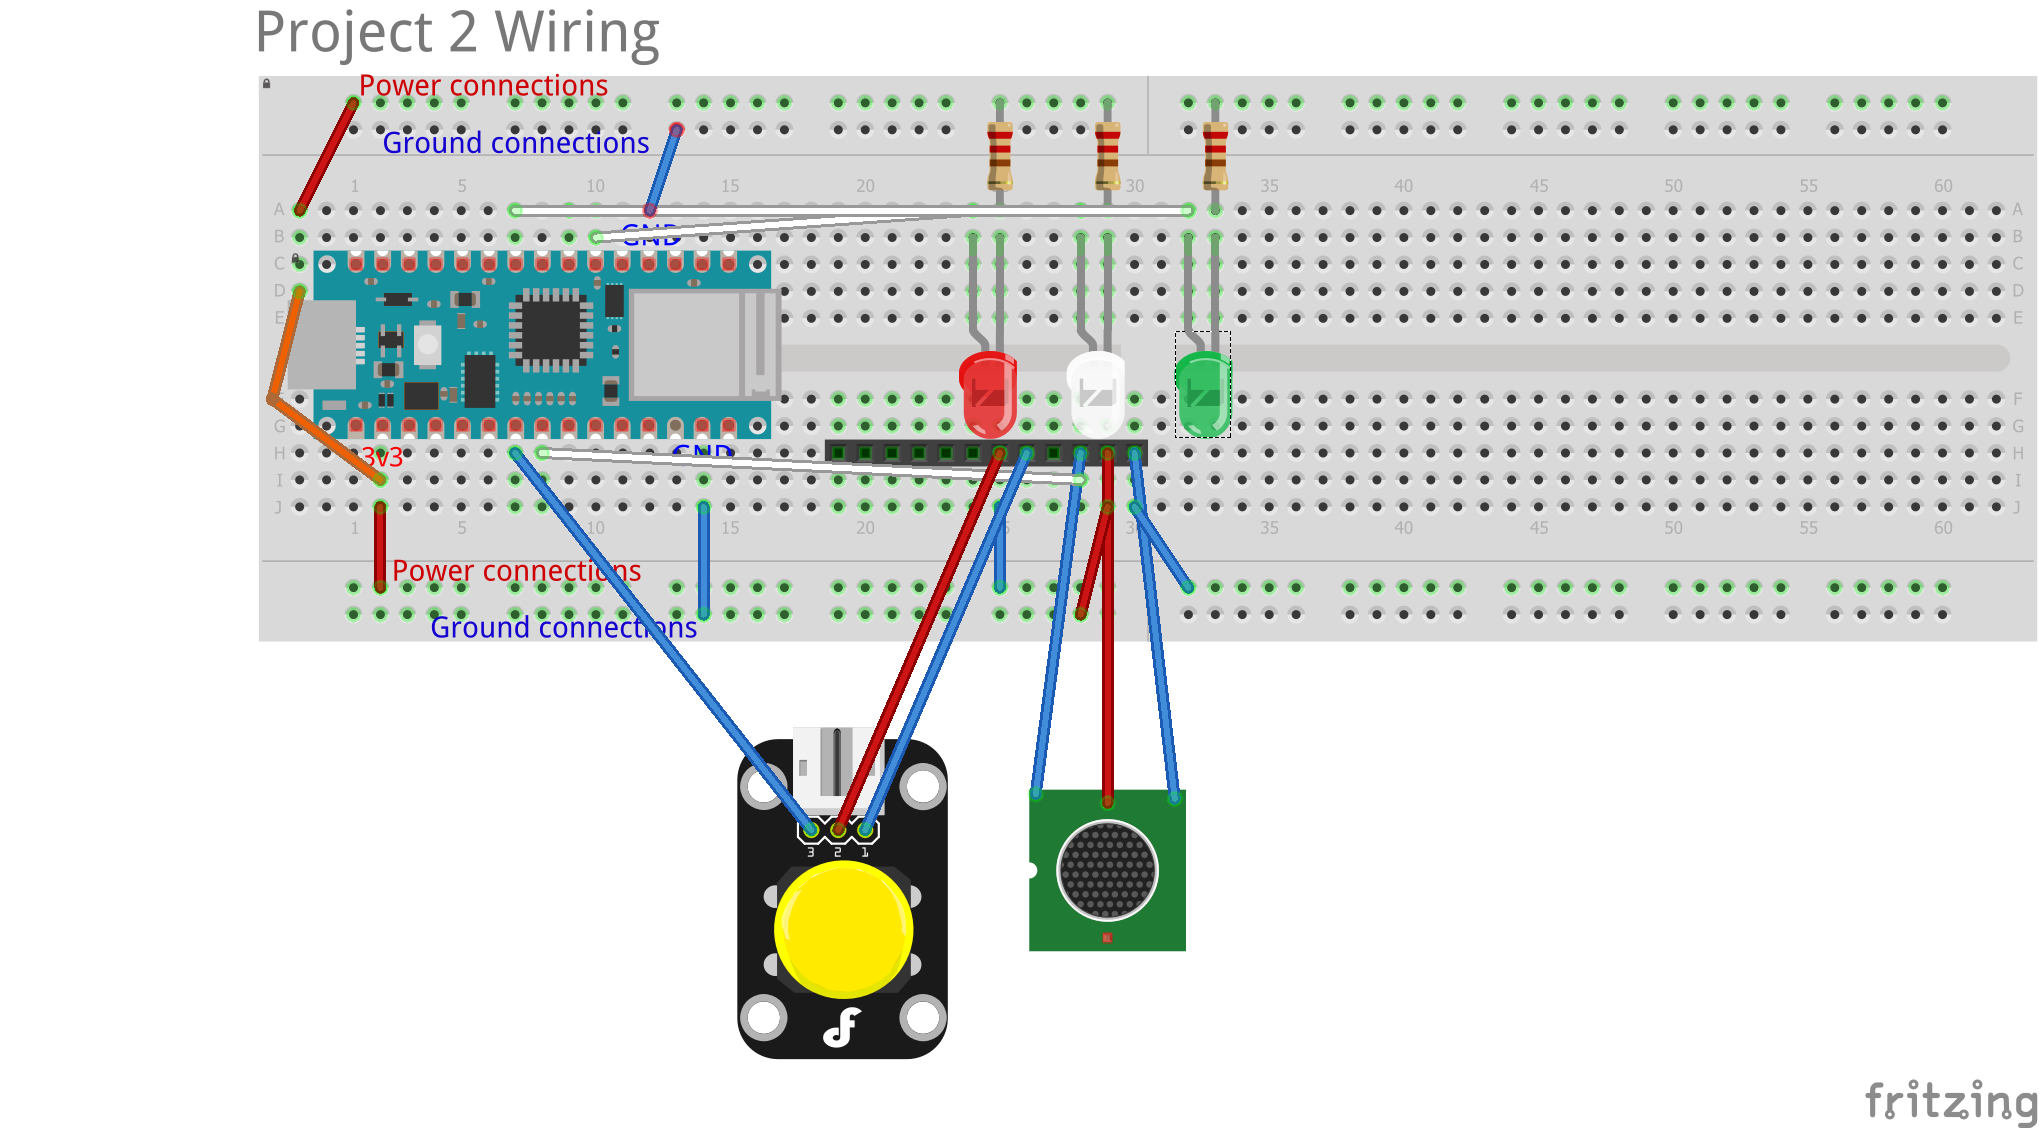 Project 2 Wiring
Power connections
Ground connections
1 5 10 15 20 30 35 40 45 50 55 60
A A
B GND B
C C
D D
E E
F
G G
H 3v3 GND H
I I
J J
1 5 10 15 20 30 35 40 45 50 55 60
Power connections
Ground connections
3 2 1
fritzing